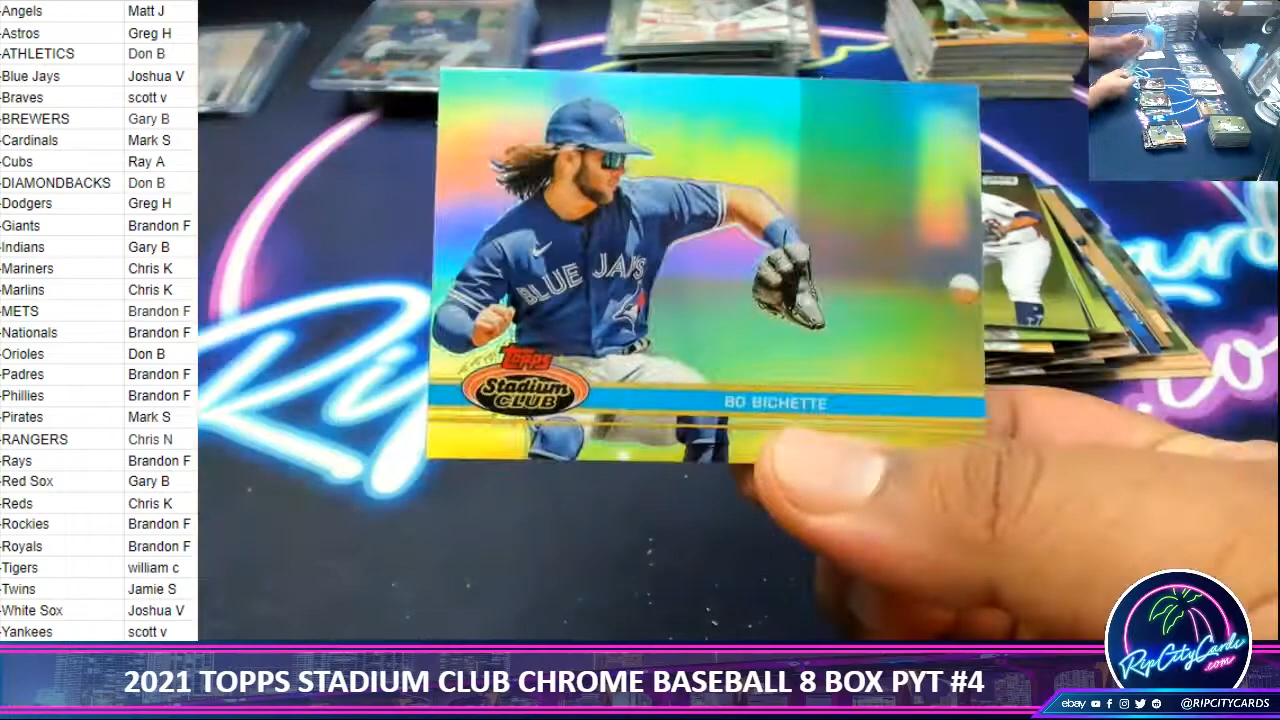 -Angels Matt J
-Astros Greg H
-ATHLETICS Don B
-Blue Jays Joshua V
-Braves scott v
-BREWERS Gary B
-Cardinals Mark S
-Cubs Ray A
-DIAMONDBACKS Don B
-Dodgers Greg H
-Giants Brandon F
-Indians Gary B
-Mariners Chris K
-Marlins Chris K
-METS Brandon F
-Nationals Brandon F
-Orioles Don B
-Padres Brandon F
-Phillies Brandon F
-Pirates Mark S
-RANGERS Chris N
-Rays Brandon F
-Red Sox Gary B
-Reds Chris K
-Rockies Brandon F
-Royals Brandon F
-Tigers william c
-Twins Jamie S
-White Sox Joshua V
-Yankees scott v
BLUE JAYS
TOPPS
Stadium
CLUB
BO BICHETTE
RipCityCards
.com
2021 TOPPS STADIUM CLUB CHROME BASEBALL 8 BOX PYT #4
ebay @RIPCITYCARDS